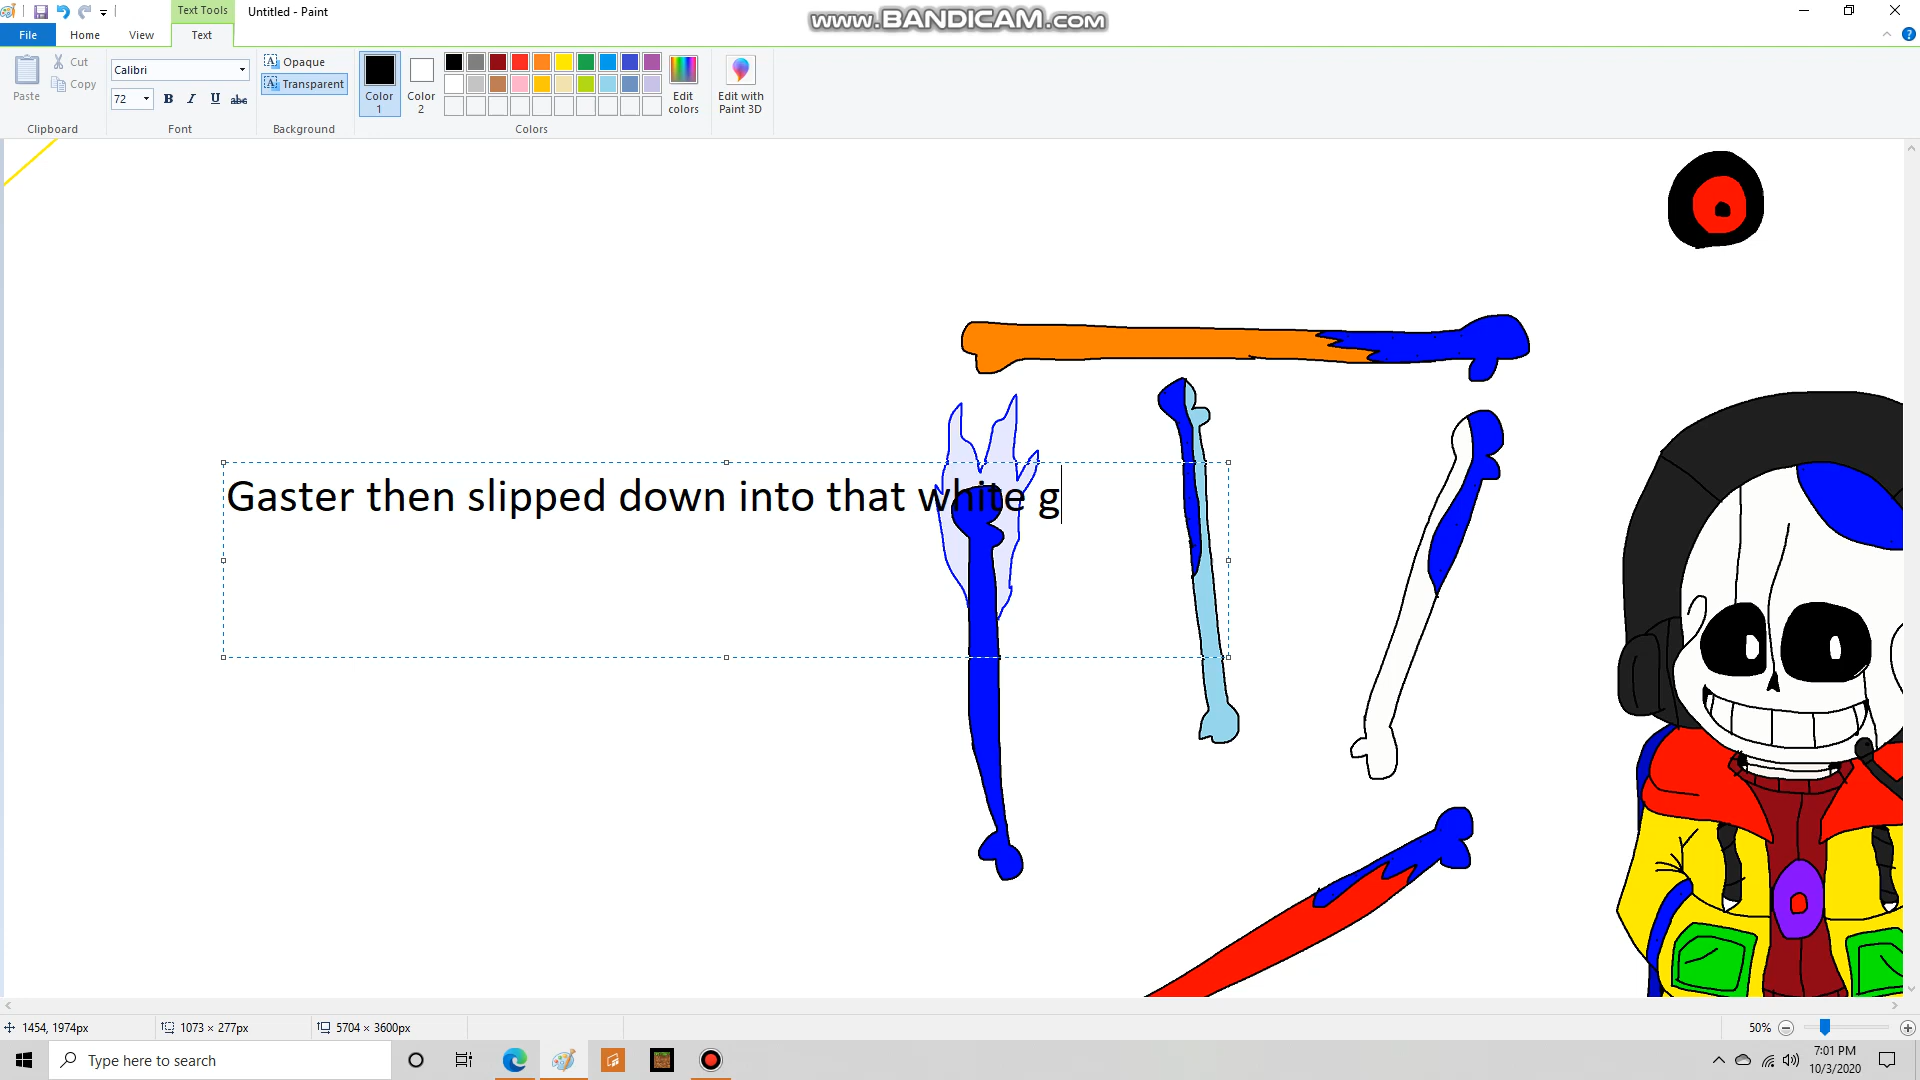 Text Tools
Untitled - Paint
www.BANDICAM.com
File
Home
View
Text
Paste
Cut
Copy
Clipboard
Calibri
72
B I U abc
Font
Opaque
Transparent
Background
Color 1
Color 2
Edit colors
Colors
Edit with Paint 3D
Gaster then slipped down into that white g
1454, 1974px
1073 × 277px
5704 × 3600px
50%
Type here to search
7:01 PM
10/3/2020